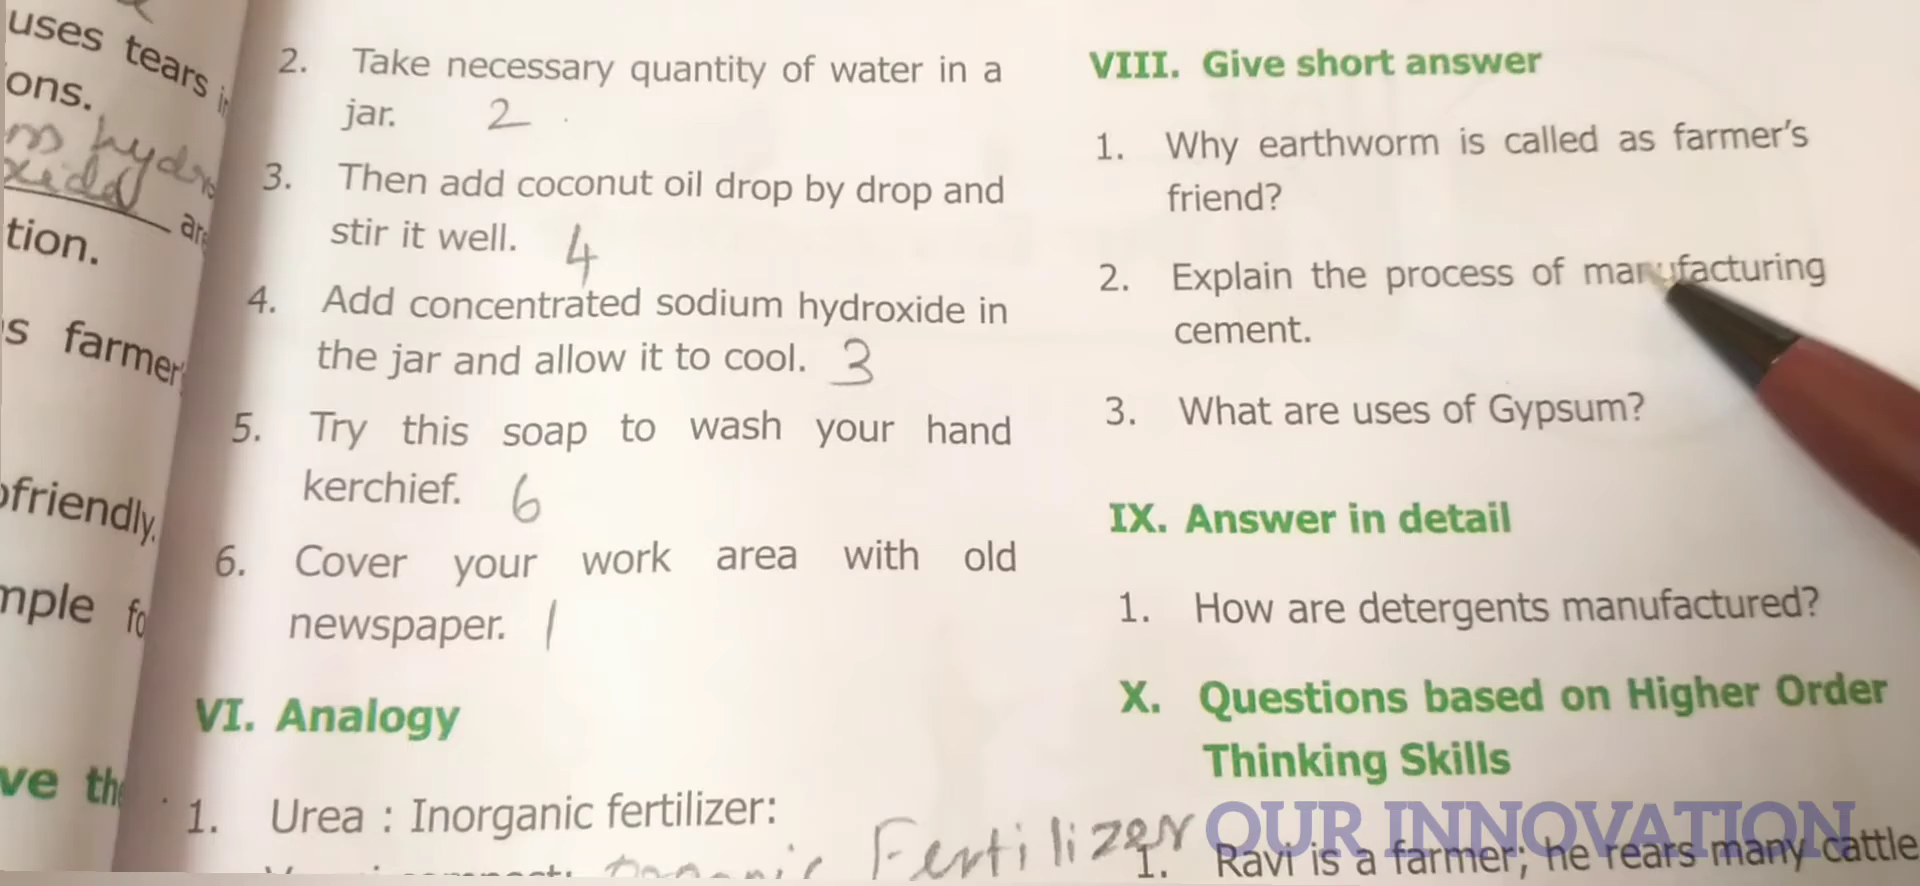 uses tears
ons.
tion.
s farmer
friendly.
mple fo
ve the
2. Take necessary quantity of water in a
jar. 2
3. Then add coconut oil drop by drop and
stir it well. 4
4. Add concentrated sodium hydroxide in
the jar and allow it to cool. 3
5. Try this soap to wash your hand
kerchief. 6
6. Cover your work area with old
newspaper. 1
VI. Analogy
1. Urea : Inorganic fertilizer:
Fertilizer
VIII. Give short answer
1. Why earthworm is called as farmer's
friend?
2. Explain the process of manufacturing
cement.
3. What are uses of Gypsum?
IX. Answer in detail
1. How are detergents manufactured?
X. Questions based on Higher Order
Thinking Skills
OUR INNOVATION
1. Ravi is a farmer; he rears many cattle